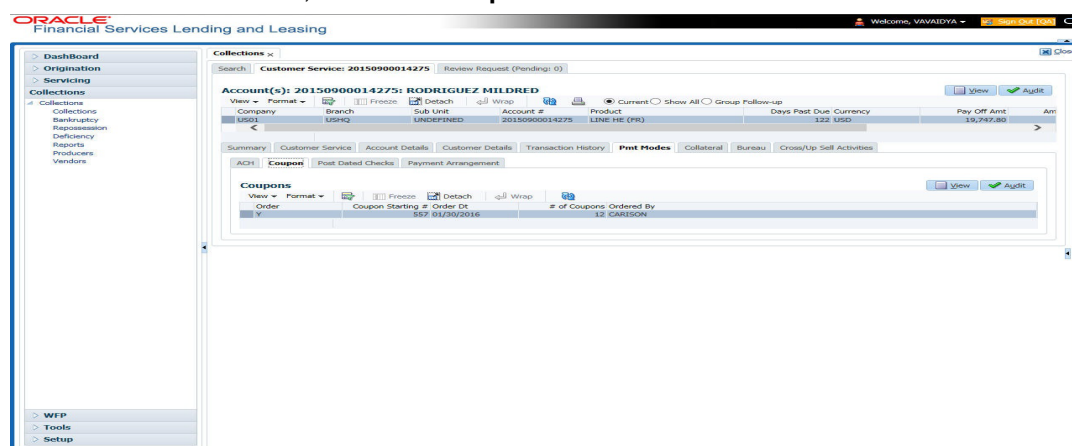 ORACLE
Financial Services Lending and Leasing
Welcome, VAVAIDYA
Sign Out [QA]
DashBoard
Origination
Servicing
Collections
Collections
Collections
Bankruptcy
Repossession
Deficiency
Reports
Producers
Vendors
WFP
Tools
Setup
Collections ×
Close
Search Customer Service: 20150900014275 Review Request (Pending: 0)
Account(s): 20150900014275: RODRIGUEZ MILDRED
View Audit
View Format Freeze Detach Wrap Current Show All Group Follow-up
Company Branch Sub Unit Account # Product Days Past Due Currency Pay Off Amt Am
US01 USHQ UNDEFINED 20150900014275 LINE HE (FR) 122 USD 19,747.80
Summary Customer Service Account Details Customer Details Transaction History Pmt Modes Collateral Bureau Cross/Up Sell Activities
ACH Coupon Post Dated Checks Payment Arrangement
Coupons
View Audit
View Format Freeze Detach Wrap
Order Coupon Starting # Order Dt # of Coupons Ordered By
Y 557 01/30/2016 12 CARISON